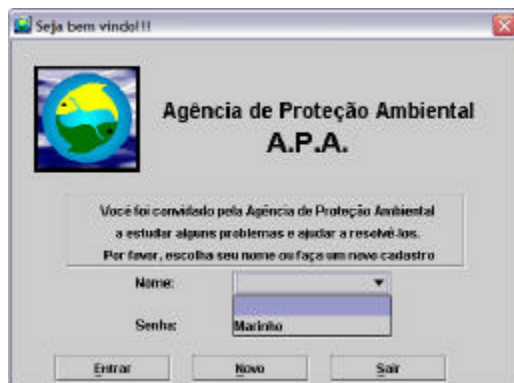 Seja bem vindo!!!
Agência de Proteção Ambiental
A.P.A.
Você foi convidado pela Agência de Proteção Ambiental
a estudar alguns problemas e ajudar a resolvê-los.
Por favor, escolha seu nome ou faça um novo cadastro
Nome:
Senha:
Marinho
Entrar Novo Sair